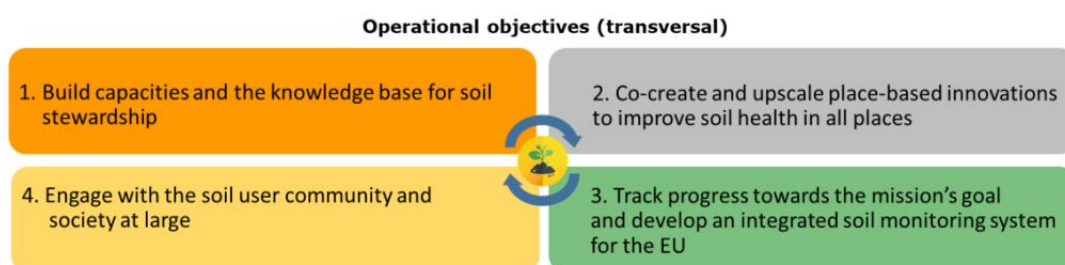 Operational objectives (transversal)
1. Build capacities and the knowledge base for soil
stewardship
2. Co-create and upscale place-based innovations
to improve soil health in all places
4. Engage with the soil user community and
society at large
3. Track progress towards the mission's goal
and develop an integrated soil monitoring system
for the EU